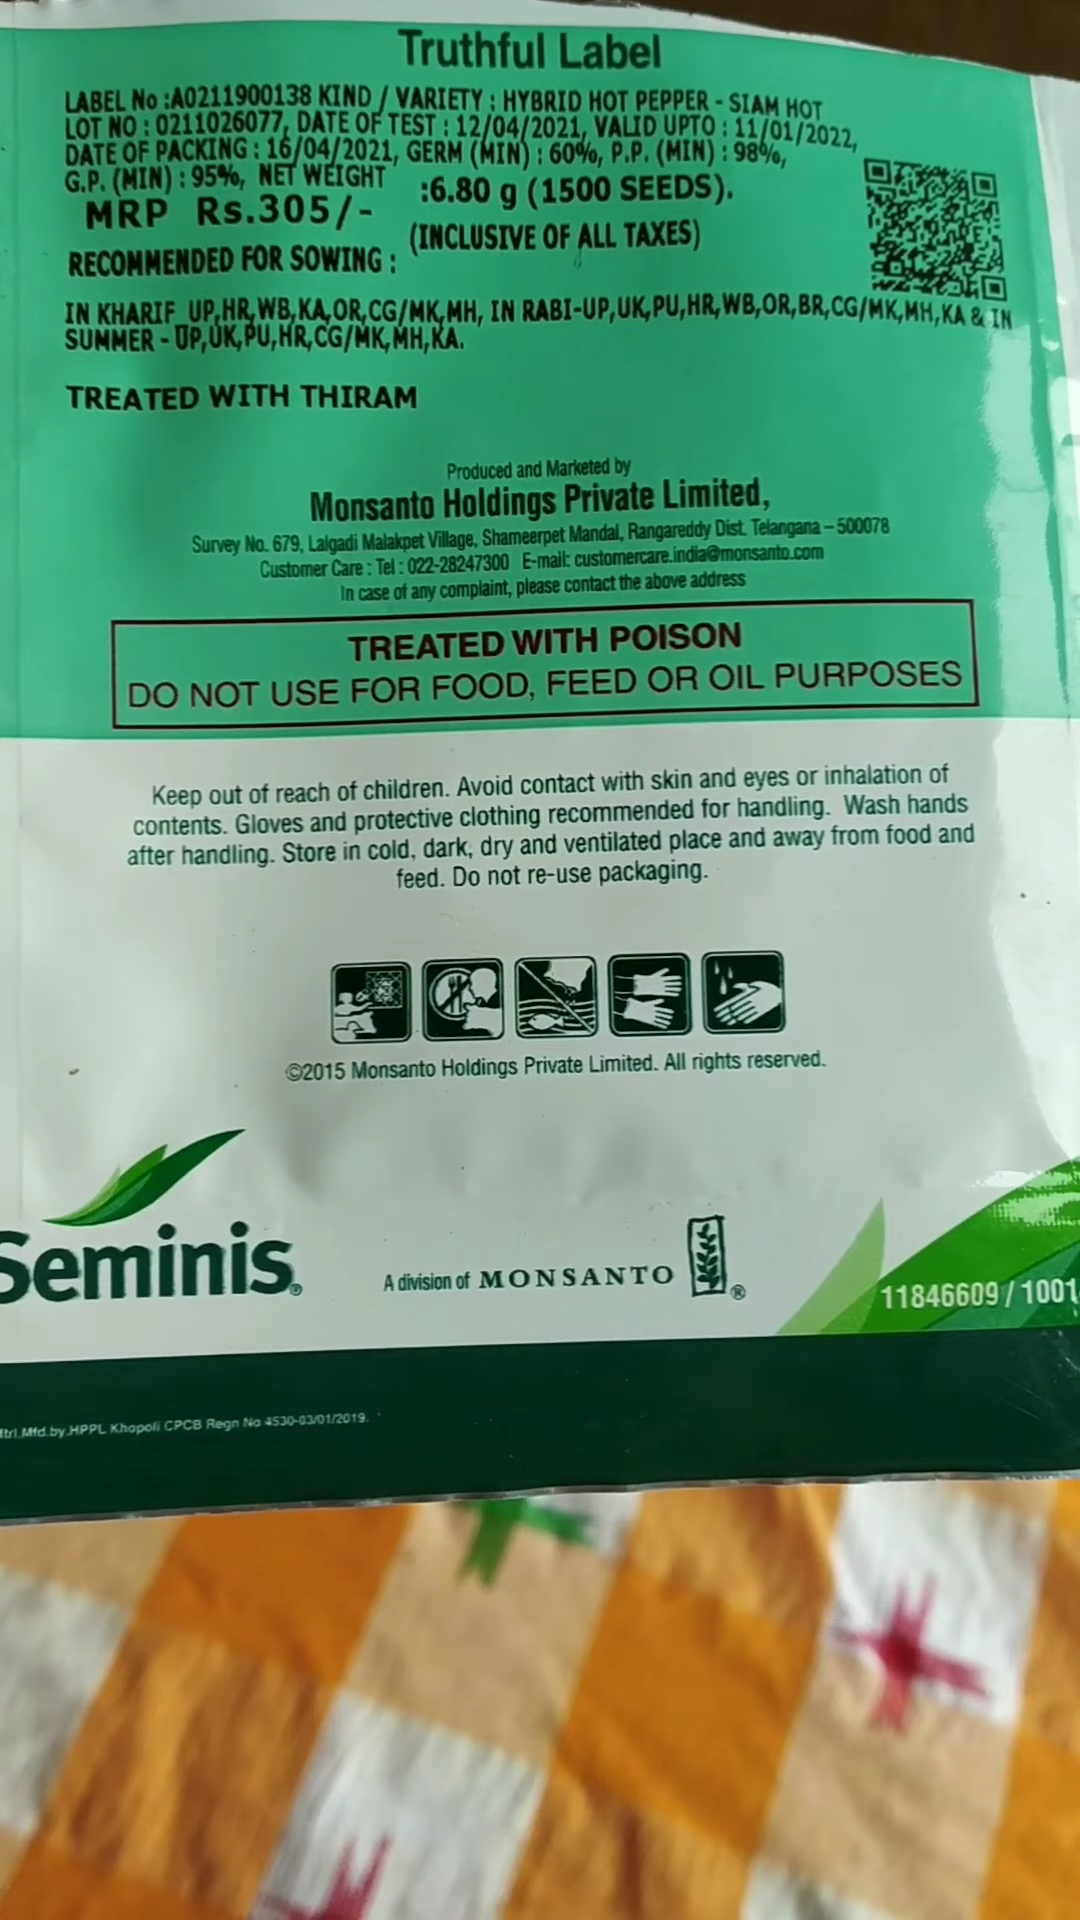 Truthful Label
LABEL No :A0211900138 KIND / VARIETY : HYBRID HOT PEPPER - SIAM HOT
LOT NO : 0211026077, DATE OF TEST : 12/04/2021, VALID UPTO : 11/01/2022,
DATE OF PACKING : 16/04/2021, GERM (MIN) : 60%, P.P. (MIN) : 98%,
G.P. (MIN) : 95%, NET WEIGHT :6.80 g (1500 SEEDS).
MRP Rs.305/- (INCLUSIVE OF ALL TAXES)
RECOMMENDED FOR SOWING :
IN KHARIF UP,HR,WB,KA,OR,CG/MK,MH, IN RABI-UP,UK,PU,HR,WB,OR,BR,CG/MK,MH,KA & IN
SUMMER - UP,UK,PU,HR,CG/MK,MH,KA.
TREATED WITH THIRAM
Produced and Marketed by
Monsanto Holdings Private Limited,
Survey No. 679, Lalgadi Malakpet Village, Shameerpet Mandal, Rangareddy Dist. Telangana – 500078
Customer Care : Tel : 022-28247300 E-mail: customercare.india@monsanto.com
In case of any complaint, please contact the above address
TREATED WITH POISON
DO NOT USE FOR FOOD, FEED OR OIL PURPOSES
Keep out of reach of children. Avoid contact with skin and eyes or inhalation of
contents. Gloves and protective clothing recommended for handling. Wash hands
after handling. Store in cold, dark, dry and ventilated place and away from food and
feed. Do not re-use packaging.
©2015 Monsanto Holdings Private Limited. All rights reserved.
Seminis®
A division of MONSANTO ®
11846609 / 1001
Mfd.by.HPPL Khopoli CPCB Regn No 4530-03/01/2019.